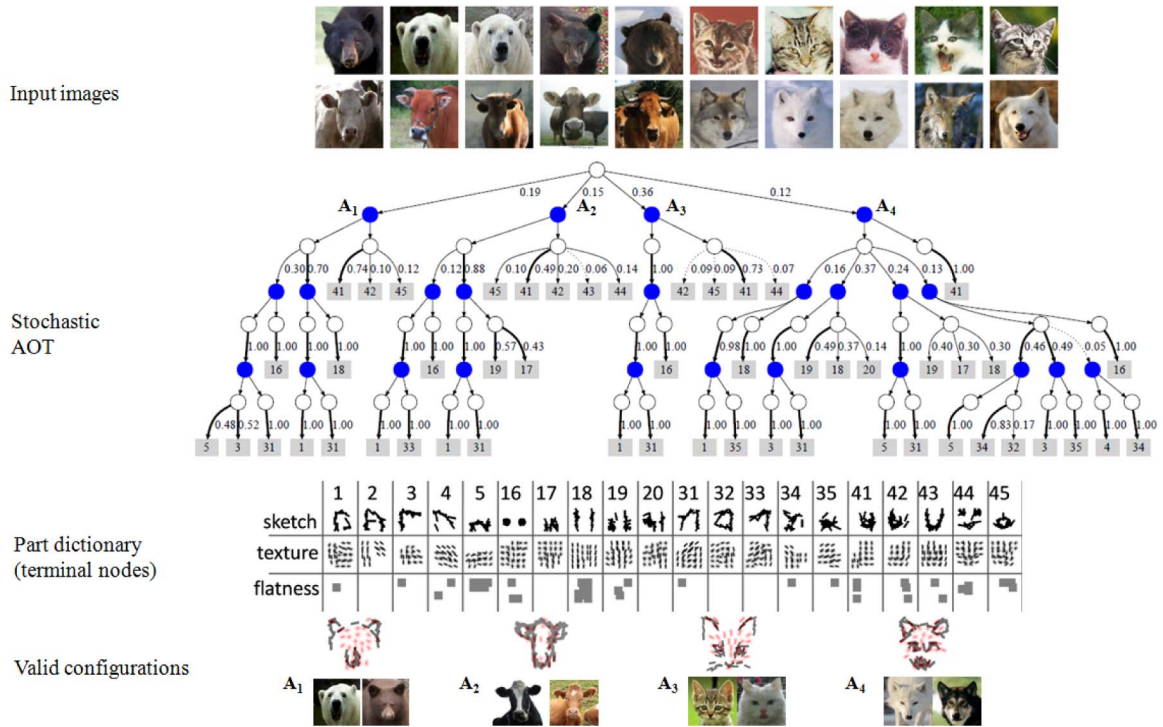 Input images
0.19 0.15 0.36 0.12
A1 A2 A3 A4
0.30 0.70 0.74 0.10 0.12 0.12 0.88 0.10 0.49 0.20 0.06 0.14 1.00 0.09 0.09 0.73 0.07 0.16 0.37 0.24 0.13 1.00
41 42 45 45 41 42 43 44 42 45 41 44 41
Stochastic
AOT
1.00 1.00 1.00 1.00 1.00 1.00 1.00 0.57 0.43 1.00 1.00 0.98 1.00 1.00 0.49 0.37 0.14 1.00 0.40 0.30 0.30 0.46 0.49 0.05 1.00
16 18 16 19 17 16 18 19 18 20 19 17 18 16
0.48 0.52 1.00 1.00 1.00 1.00 1.00 1.00 1.00 1.00 1.00 1.00 1.00 1.00 1.00 1.00 1.00 1.00 0.83 0.17 1.00 1.00 1.00 1.00
5 3 31 1 31 1 33 1 31 1 31 1 35 3 31 5 31 5 34 32 3 35 4 34
1 2 3 4 5 16 17 18 19 20 31 32 33 34 35 41 42 43 44 45
sketch
Part dictionary
(terminal nodes)
texture
flatness
Valid configurations
A1 A2 A3 A4